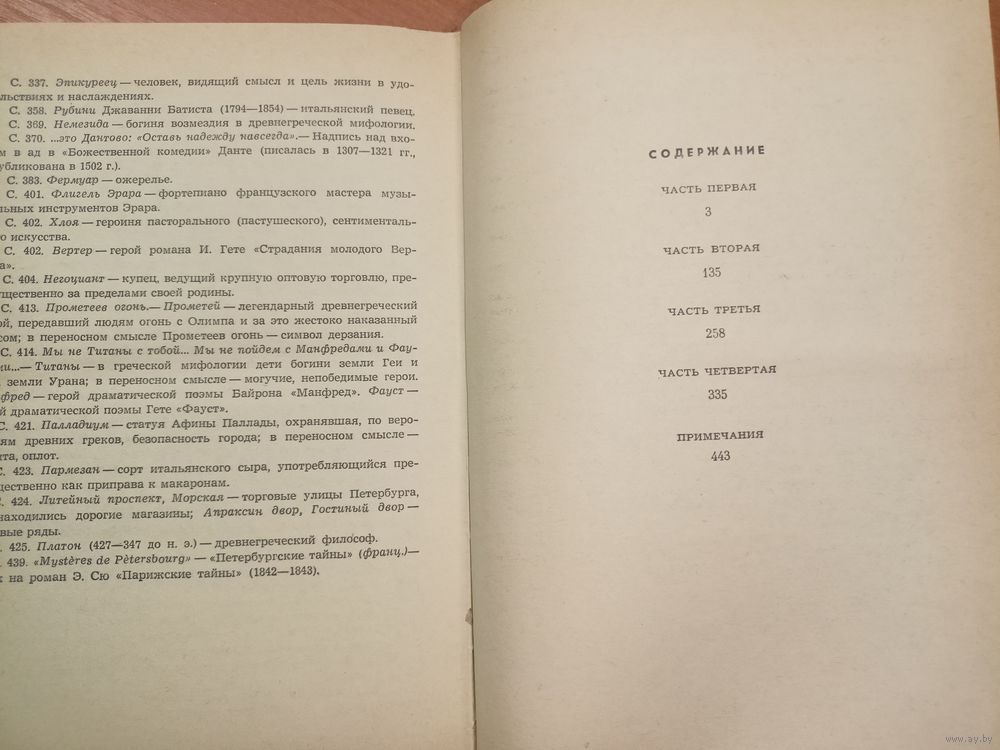 С. 337. Эпикуреец — человек, видящий смысл и цель жизни в удо-
льствиях и наслаждениях.
С. 358. Рубини Джаванни Батиста (1794—1854) — итальянский певец.
С. 369. Немезида — богиня возмездия в древнегреческой мифологии.
С. 370. ...это Дантово: «Оставь надежду навсегда».— Надпись над вхо-
м в ад в «Божественной комедии» Данте (писалась в 1307—1321 гг.,
убликована в 1502 г.).
С. 383. Фермуар — ожерелье.
С. 401. Флигель Эрара — фортепиано французского мастера музы-
льных инструментов Эрара.
С. 402. Хлоя — героиня пасторального (пастушеского), сентименталь-
го искусства.
С. 402. Вертер — герой романа И. Гете «Страдания молодого Вер-
а».
С. 404. Негоциант — купец, ведущий крупную оптовую торговлю, пре-
ущественно за пределами своей родины.
С. 413. Прометеев огонь.— Прометей — легендарный древнегреческий
ой, передавший людям огонь с Олимпа и за это жестоко наказанный
сом; в переносном смысле Прометеев огонь — символ дерзания.
С. 414. Мы не Титаны с тобой... Мы не пойдем с Манфредами и Фау-
и...— Титаны — в греческой мифологии дети богини земли Геи и
земли Урана; в переносном смысле — могучие, непобедимые герои.
фред — герой драматической поэмы Байрона «Манфред». Фауст —
й драматической поэмы Гете «Фауст».
С. 421. Палладиум — статуя Афины Паллады, охранявшая, по веро-
ям древних греков, безопасность города; в переносном смысле —
ита, оплот.
С. 423. Пармезан — сорт итальянского сыра, употребляющийся пре-
щественно как приправа к макаронам.
. 424. Литейный проспект, Морская — торговые улицы Петербурга,
находились дорогие магазины; Апраксин двор, Гостиный двор —
вые ряды.
. 425. Платон (427—347 до н. э.) — древнегреческий философ.
. 439. «Mystères de Pètersbourg» — «Петербургские тайны» (франц.)—
к на роман Э. Сю «Парижские тайны» (1842—1843).
СОДЕРЖАНИЕ
ЧАСТЬ ПЕРВАЯ
3
ЧАСТЬ ВТОРАЯ
135
ЧАСТЬ ТРЕТЬЯ
258
ЧАСТЬ ЧЕТВЕРТАЯ
335
ПРИМЕЧАНИЯ
443
www.ay.by